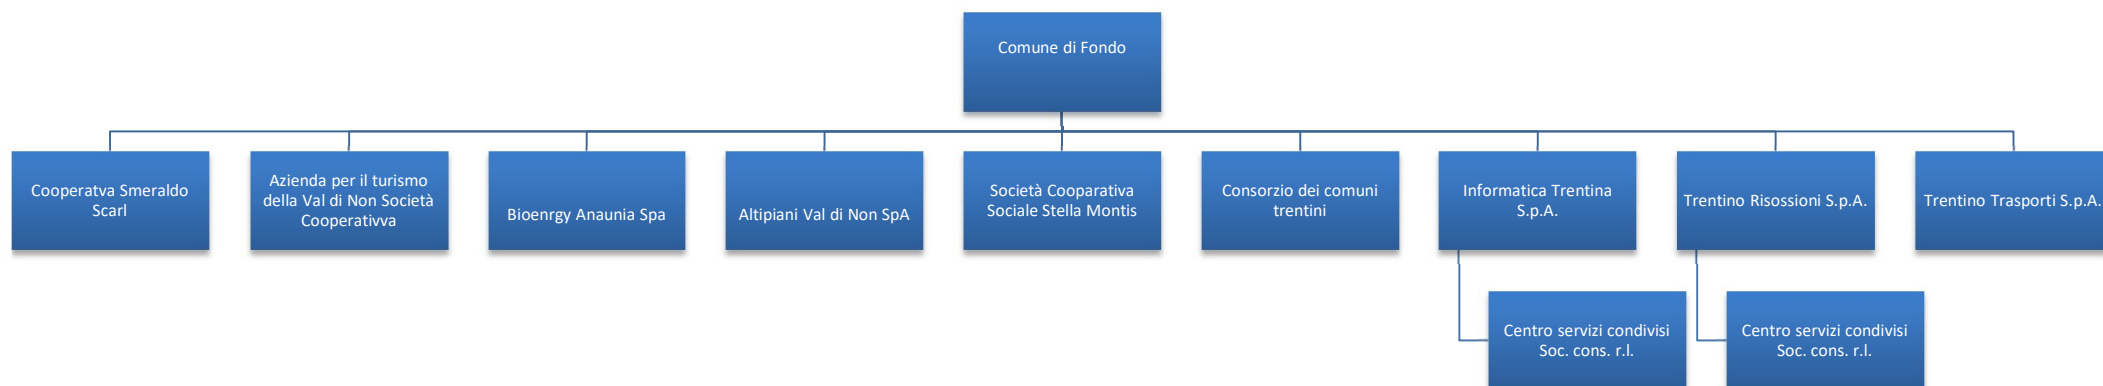 Comune di Fondo
Cooperatva Smeraldo
Scarl
Azienda per il turismo
della Val di Non Società
Cooperativva
Bioenrgy Anaunia Spa
Altipiani Val di Non SpA
Società Cooparativa
Sociale Stella Montis
Consorzio dei comuni
trentini
Informatica Trentina
S.p.A.
Trentino Risossioni S.p.A.
Trentino Trasporti S.p.A.
Centro servizi condivisi
Soc. cons. r.l.
Centro servizi condivisi
Soc. cons. r.l.